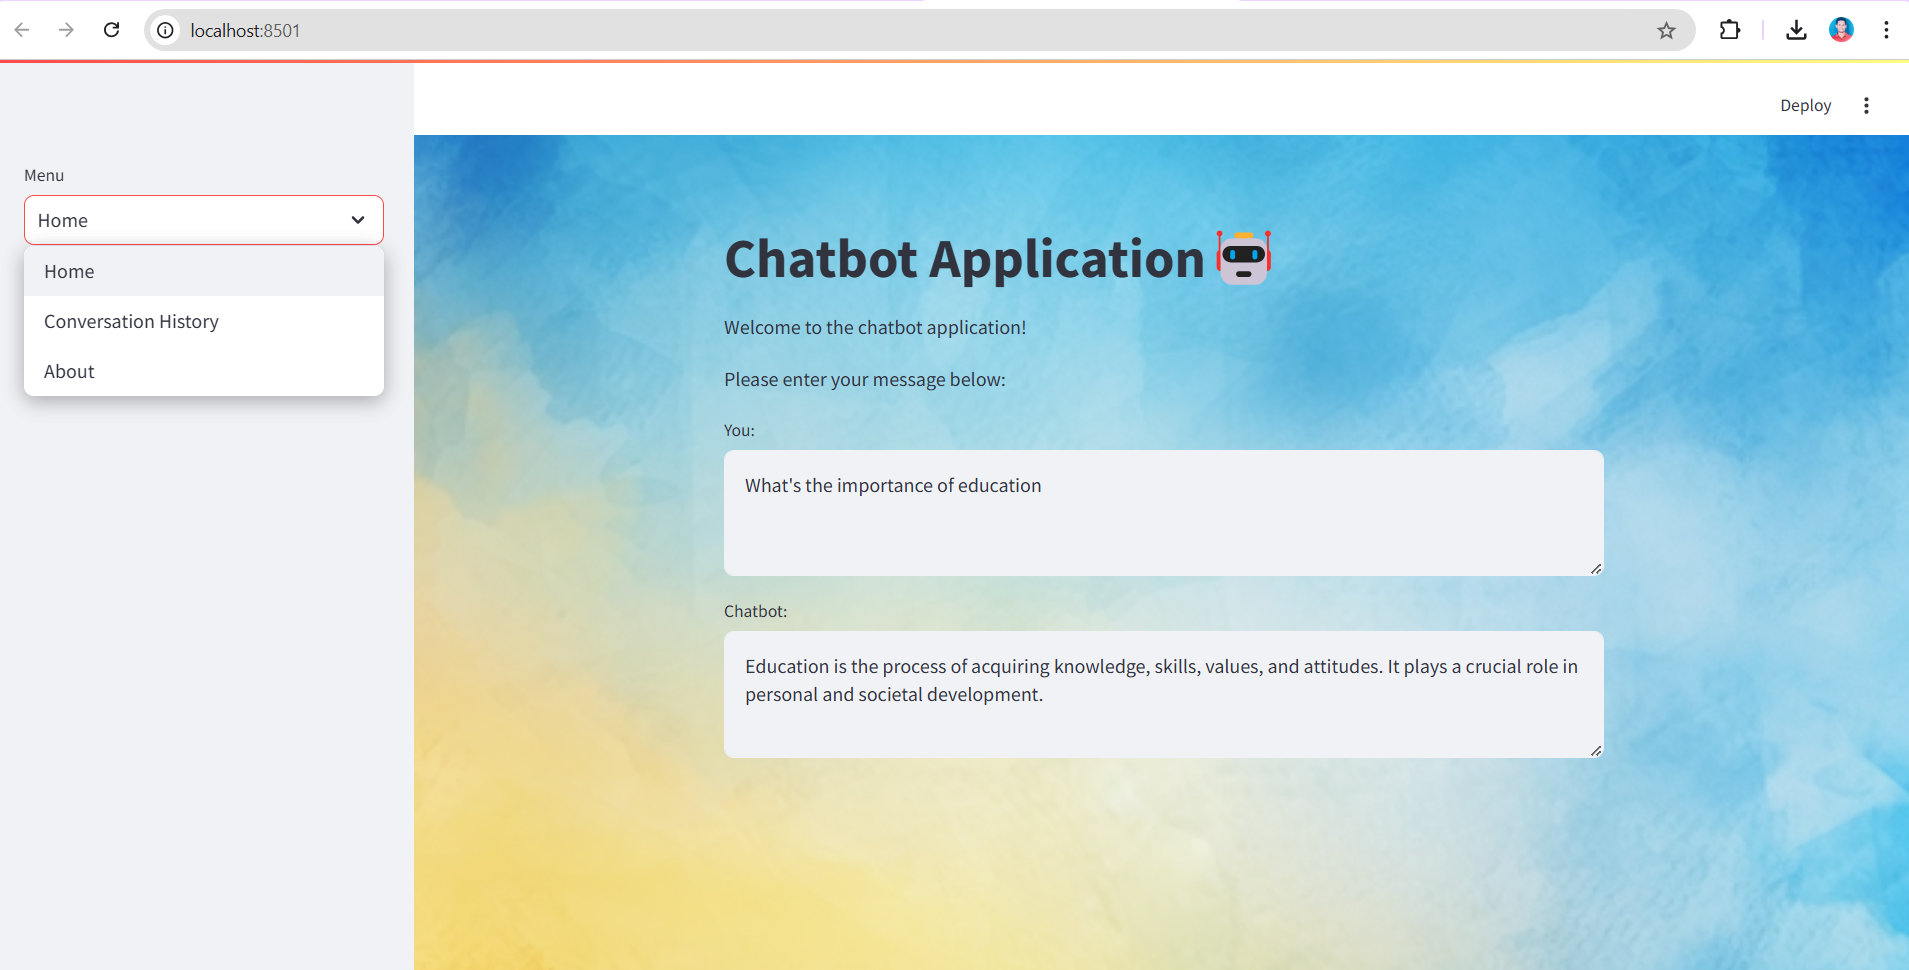 localhost:8501
Deploy
Menu
Home
Home
Conversation History
About
Chatbot Application
Welcome to the chatbot application!
Please enter your message below:
You:
What's the importance of education
Chatbot:
Education is the process of acquiring knowledge, skills, values, and attitudes. It plays a crucial role in
personal and societal development.